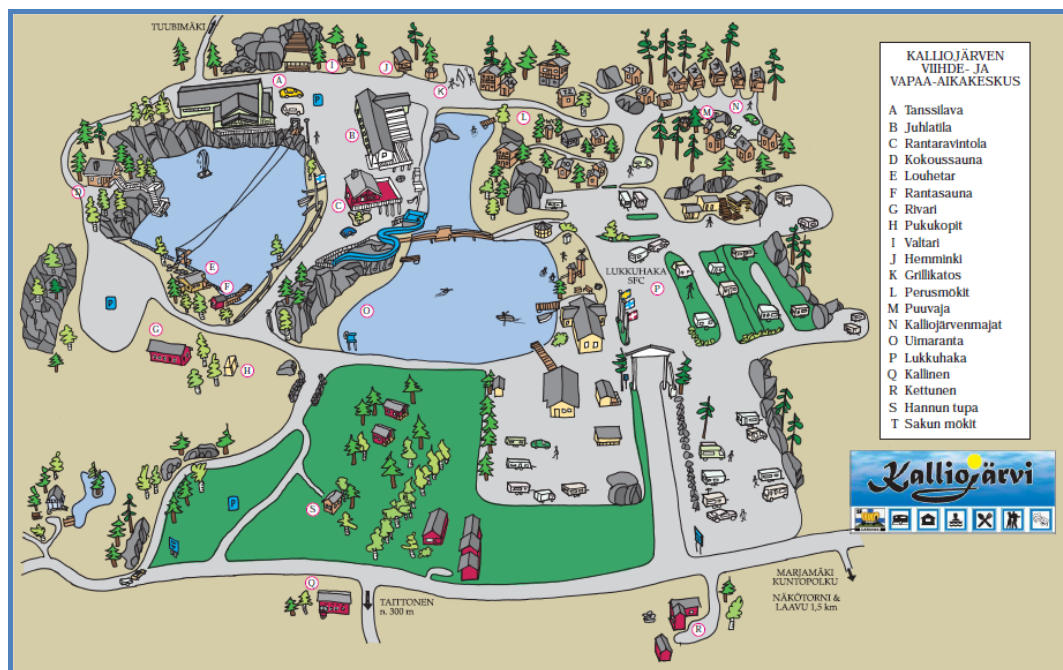 TUUBIMÄKI
KALLIOJÄRVEN
VIIHDE- JA
VAPAA-AIKAKESKUS
A Tanssilava
B Juhlatila
C Rantaravintola
D Kokoussauna
E Louhetar
F Rantasauna
G Rivari
H Pukukopit
I Valtari
J Hemminki
K Grillikatos
L Perusmökit
M Puuvaja
N Kalliojärvenmajat
O Uimaranta
P Lukkuhaka
Q Kallinen
R Kettunen
S Hannun tupa
T Sakun mökit
A
I
J
K
B
L
M
N
D
C
E
F
LUKKUHAKA
SFC
P
P
P
O
G
H
Kalliojärvi
S
P
Q
TAITTONEN
n. 300 m
MARJAMÄKI
KUNTOPOLKU
NÄKÖTORNI &
LAAVU 1,5 km
R